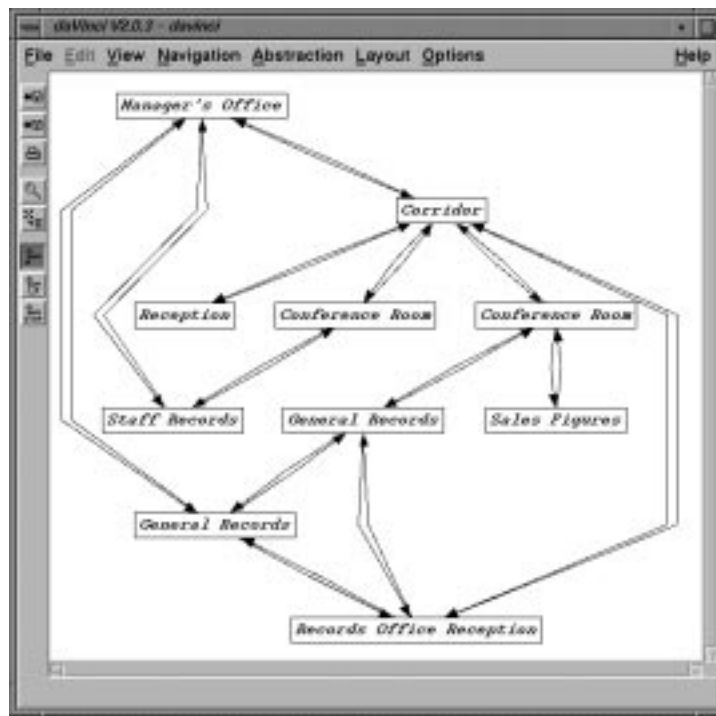 daVinci V2.0.3 - davinci
File Edit View Navigation Abstraction Layout Options Help
Manager's Office
Corridor
Reception Conference Room Conference Room
Staff Records General Records Sales Figures
General Records
Records Office Reception